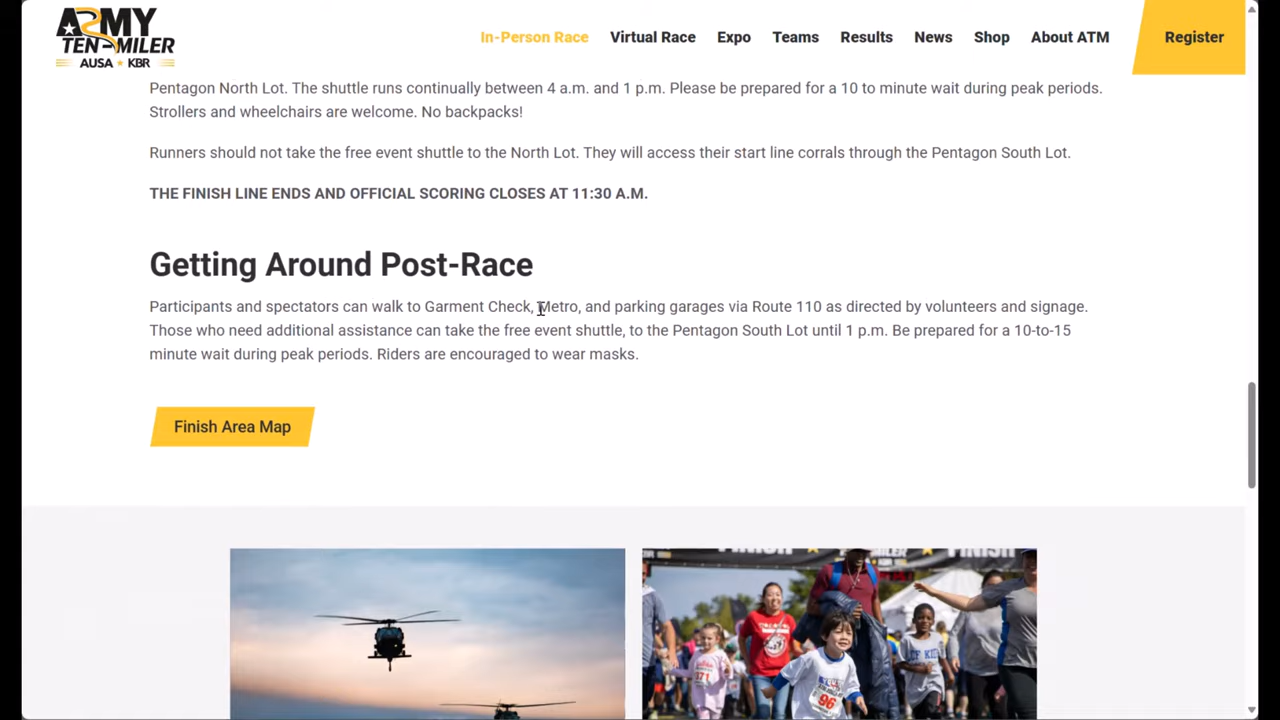 ARMY
TEN-MILER
AUSA ★ KBR
In-Person Race Virtual Race Expo Teams Results News Shop About ATM Register
Pentagon North Lot. The shuttle runs continually between 4 a.m. and 1 p.m. Please be prepared for a 10 to minute wait during peak periods.
Strollers and wheelchairs are welcome. No backpacks!
Runners should not take the free event shuttle to the North Lot. They will access their start line corrals through the Pentagon South Lot.
THE FINISH LINE ENDS AND OFFICIAL SCORING CLOSES AT 11:30 A.M.
Getting Around Post-Race
Participants and spectators can walk to Garment Check, Metro, and parking garages via Route 110 as directed by volunteers and signage.
Those who need additional assistance can take the free event shuttle, to the Pentagon South Lot until 1 p.m. Be prepared for a 10-to-15
minute wait during peak periods. Riders are encouraged to wear masks.
Finish Area Map
FINISH
96